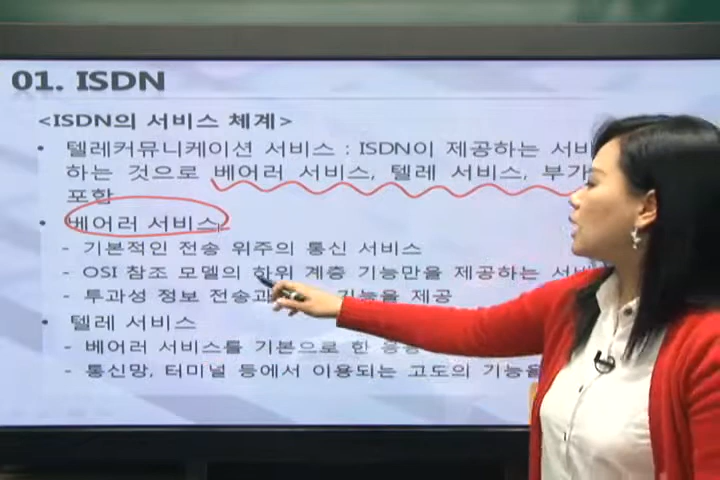 01. ISDN
<ISDN의 서비스 체계>
• 텔레커뮤니케이션 서비스 : ISDN이 제공하는
하는 것으로 베어러 서비스, 텔레 서비스, 부가
포함
• 베어러 서비스
- 기본적인 전송 위주의 통신 서비스
- OSI 참조 모델의 하위 계층 기능만을 제공하는
- 투과성 정보 전송과 기능을 제공
• 텔레 서비스
- 베어러 서비스를 기본으로 한
- 통신망, 터미널 등에서 이용되는 고도의 기능을